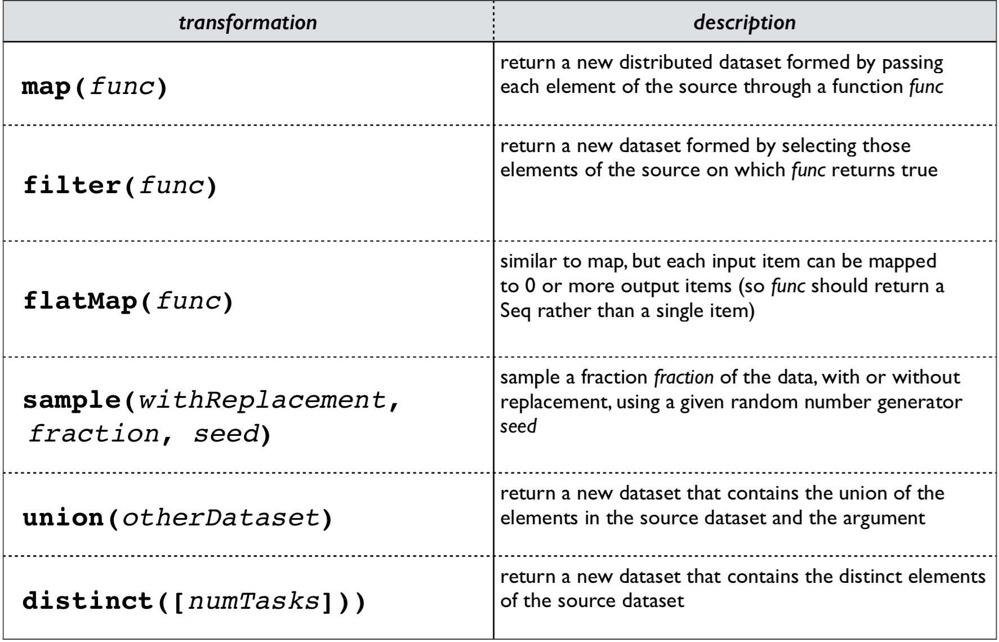 transformation
description
map(func)
return a new distributed dataset formed by passing
each element of the source through a function func
filter(func)
return a new dataset formed by selecting those
elements of the source on which func returns true
flatMap(func)
similar to map, but each input item can be mapped
to 0 or more output items (so func should return a
Seq rather than a single item)
sample(withReplacement,
fraction, seed)
sample a fraction fraction of the data, with or without
replacement, using a given random number generator
seed
union(otherDataset)
return a new dataset that contains the union of the
elements in the source dataset and the argument
distinct([numTasks]))
return a new dataset that contains the distinct elements
of the source dataset